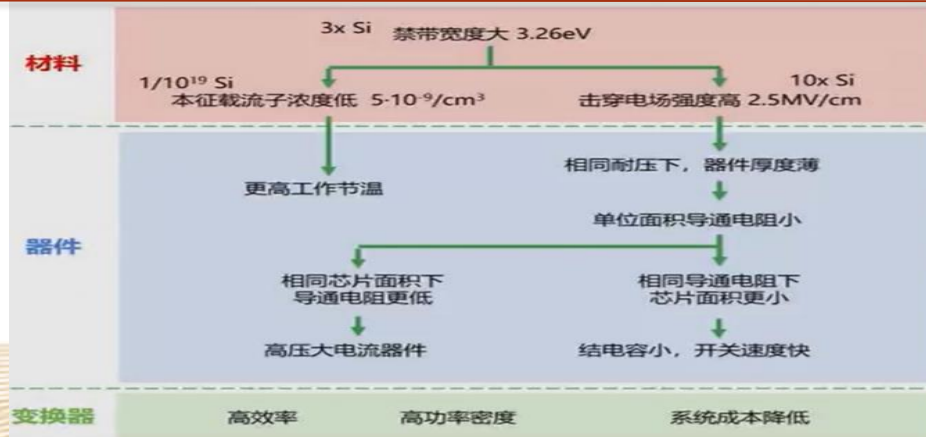 3x Si 禁带宽度大 3.26eV
材料
1/10¹⁹ Si
10x Si
本征载流子浓度低 5·10⁻⁹/cm³
击穿电场强度高 2.5MV/cm
相同耐压下，器件厚度薄
更高工作节温
单位面积导通电阻小
器件
相同芯片面积下
导通电阻更低
相同导通电阻下
芯片面积更小
高压大电流器件
结电容小，开关速度快
变换器
高效率
高功率密度
系统成本降低